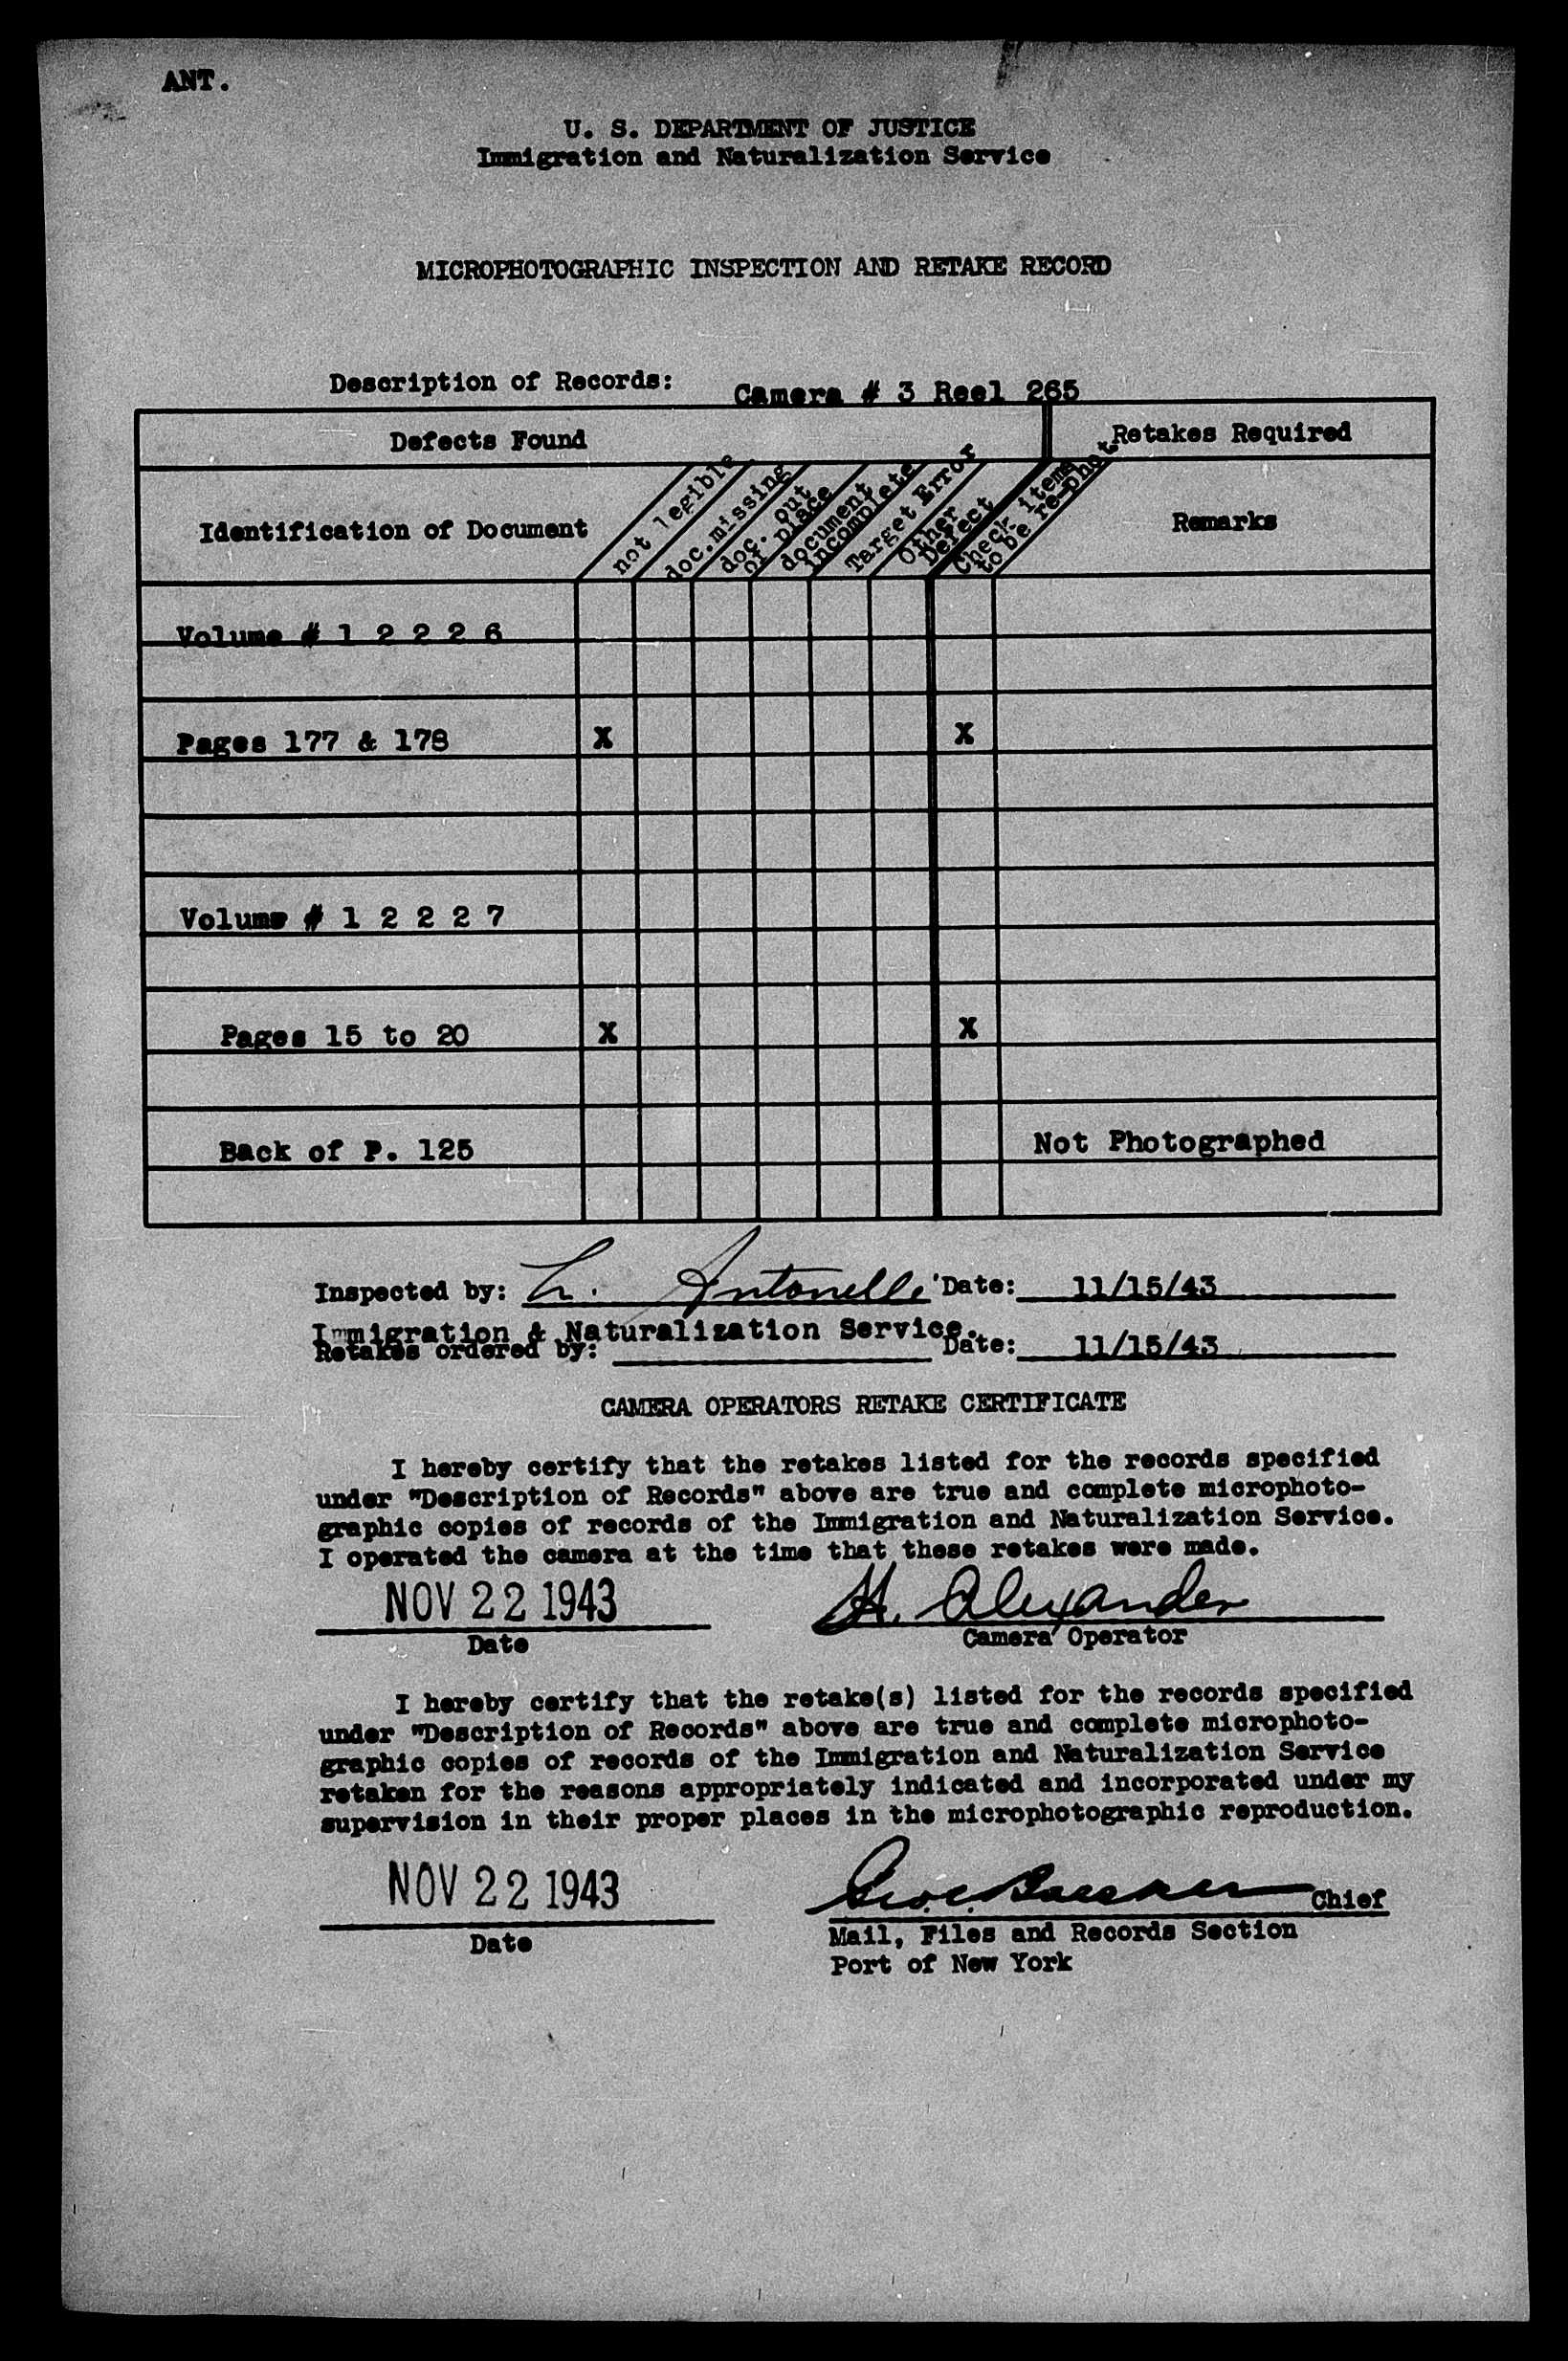 ANT.
U. S. DEPARTMENT OF JUSTICE
Immigration and Naturalization Service
MICROPHOTOGRAPHIC INSPECTION AND RETAKE RECORD
Description of Records: Camera # 3 Reel 265
Defects Found Retakes Required
Identification of Document
not legible
doc.missing
doc. out
of place
document
incomplete
Target Error
Other
Defect
Check items
to be re-phot.
Remarks
Volume # 1 2 2 2 6
Pages 177 & 178 X X
Volume # 1 2 2 2 7
Pages 15 to 20 X X
Back of P. 125 Not Photographed
Inspected by: L. Antonelli Date: 11/15/43
Immigration & Naturalization Service.
Retakes ordered by: Date: 11/15/43
CAMERA OPERATORS RETAKE CERTIFICATE
I hereby certify that the retakes listed for the records specified
under "Description of Records" above are true and complete microphoto-
graphic copies of records of the Immigration and Naturalization Service.
I operated the camera at the time that these retakes were made.
NOV 22 1943 H. Alexander
Date Camera Operator
I hereby certify that the retake(s) listed for the records specified
under "Description of Records" above are true and complete microphoto-
graphic copies of records of the Immigration and Naturalization Service
retaken for the reasons appropriately indicated and incorporated under my
supervision in their proper places in the microphotographic reproduction.
NOV 22 1943 Chief
Date Mail, Files and Records Section
Port of New York